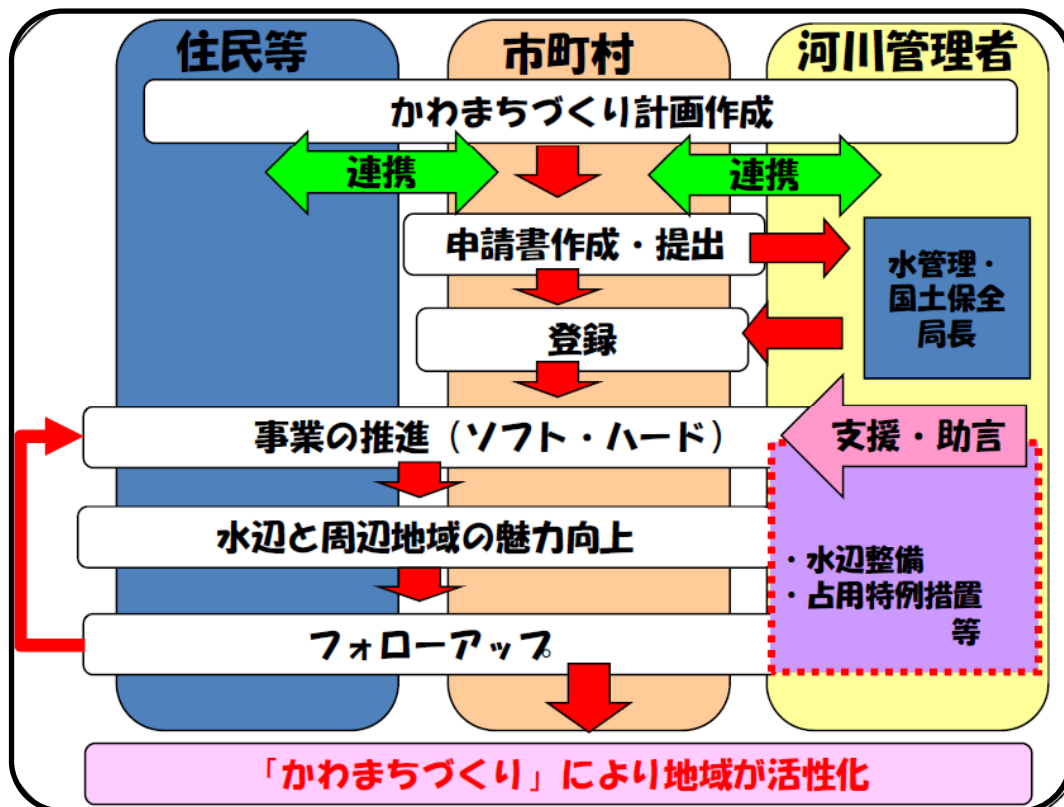 住民等
市町村
河川管理者
かわまちづくり計画作成
連携
連携
申請書作成・提出
水管理・
国土保全
局長
登録
事業の推進（ソフト・ハード）
支援・助言
水辺と周辺地域の魅力向上
・水辺整備
・占用特例措置
等
フォローアップ。
「かわまちづくり」により地域が活性化